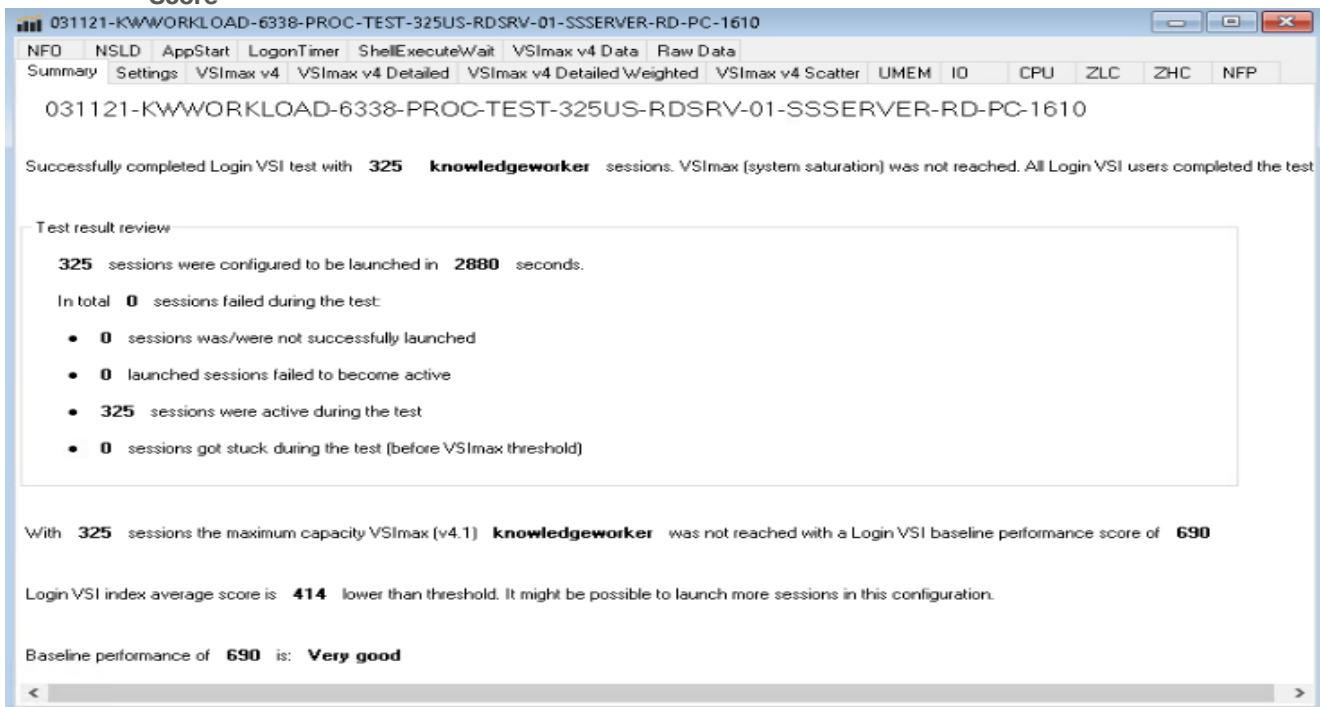 Score
031121-KWWORKLOAD-6338-PROC-TEST-325US-RDSRV-01-SSSERVER-RD-PC-1610
NFO NSLD AppStart LogonTimer ShellExecuteWait VSImax v4 Data Raw Data
Summary Settings VSImax v4 VSImax v4 Detailed VSImax v4 Detailed Weighted VSImax v4 Scatter UMEM IO CPU ZLC ZHC NFP
031121-KWWORKLOAD-6338-PROC-TEST-325US-RDSRV-01-SSSERVER-RD-PC-1610
Successfully completed Login VSI test with 325 knowledgeworker sessions. VSImax (system saturation) was not reached. All Login VSI users completed the test
Test result review
325 sessions were configured to be launched in 2880 seconds.
In total 0 sessions failed during the test:
• 0 sessions was/were not successfully launched
• 0 launched sessions failed to become active
• 325 sessions were active during the test
• 0 sessions got stuck during the test (before VSImax threshold)
With 325 sessions the maximum capacity VSImax (v4.1) knowledgeworker was not reached with a Login VSI baseline performance score of 690
Login VSI index average score is 414 lower than threshold. It might be possible to launch more sessions in this configuration.
Baseline performance of 690 is: Very good